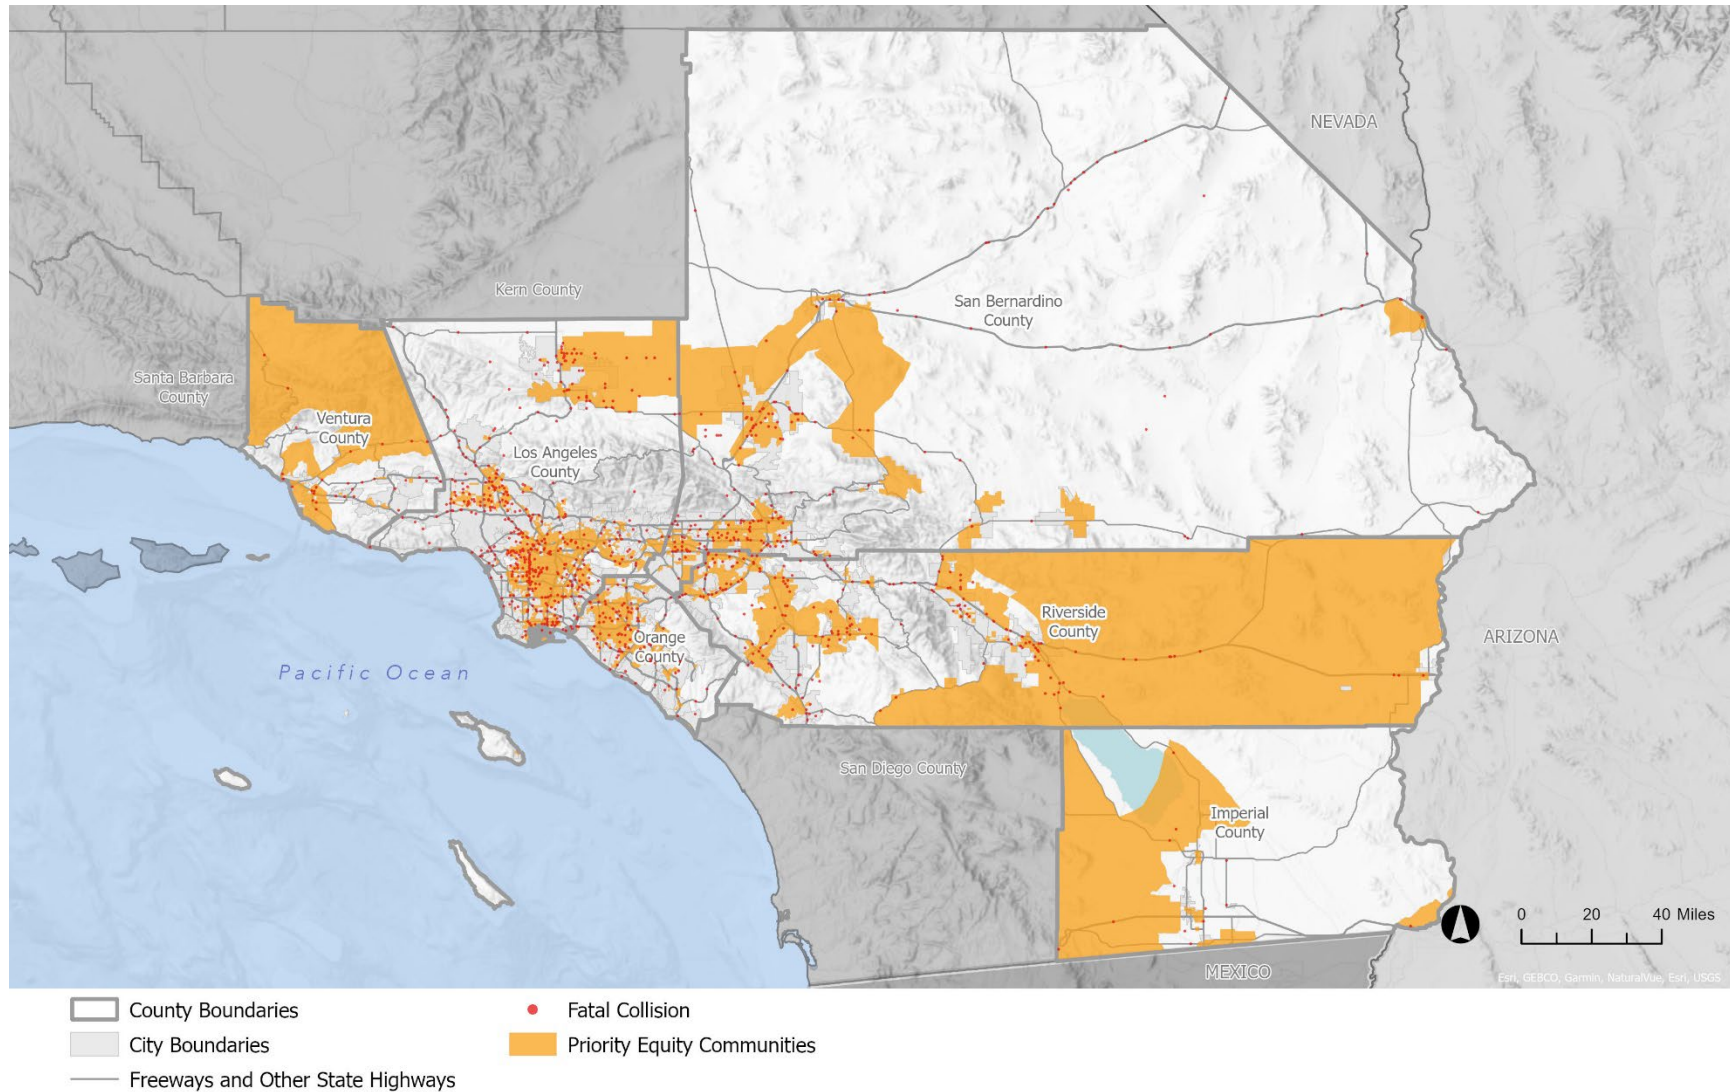 NEVADA
Kern County
San Bernardino
County
Santa Barbara
County
Ventura
County
Los Angeles
County
Riverside
County
ARIZONA
Orange
County
Pacific Ocean
San Diego County
Imperial
County
0 20 40 Miles
MEXICO
Esri, GEBCO, Garmin, NaturalVue, Esri, USGS
County Boundaries
Fatal Collision
City Boundaries
Priority Equity Communities
Freeways and Other State Highways